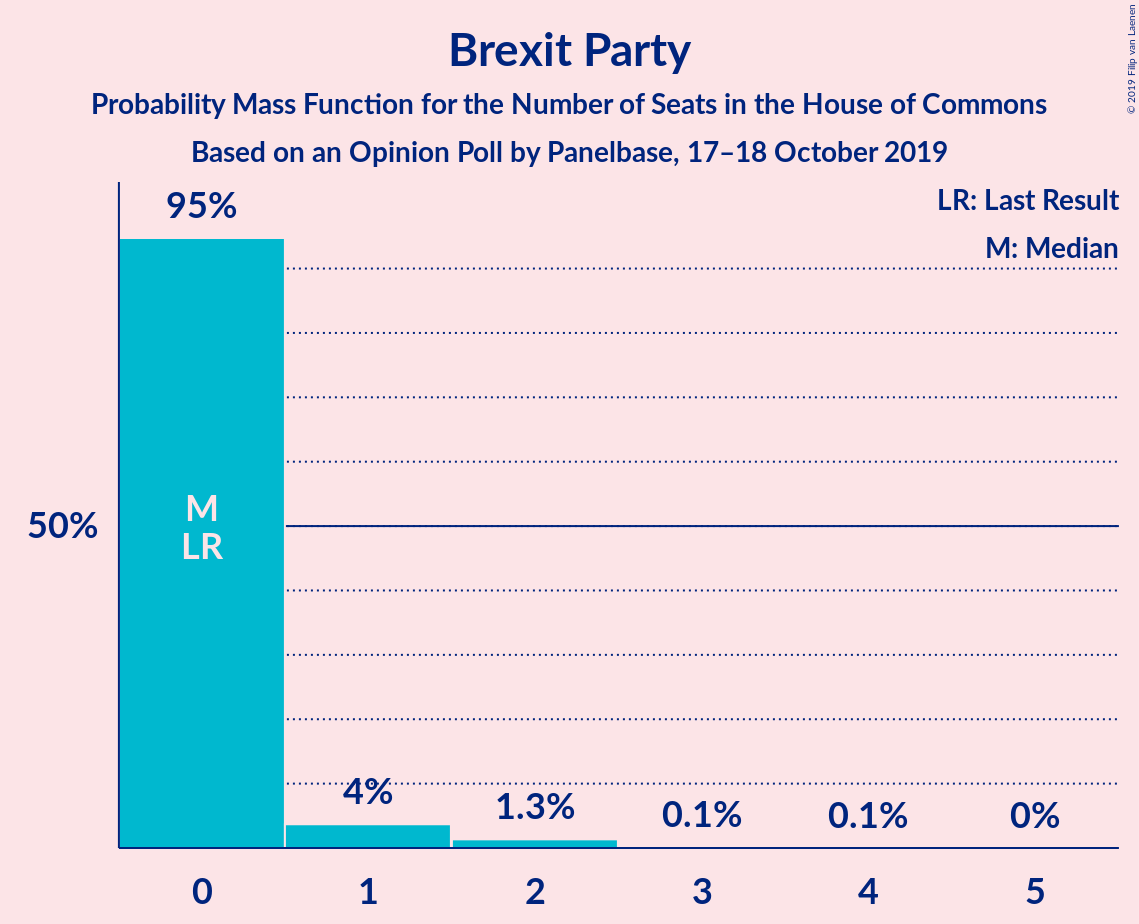 Brexit Party
Probability Mass Function for the Number of Seats in the House of Commons
Based on an Opinion Poll by Panelbase, 17–18 October 2019
© 2019 Filip van Laenen
LR: Last Result
M: Median
95%
M
LR
50%
4%
1.3%
0.1%
0.1%
0%
0
1
2
3
4
5